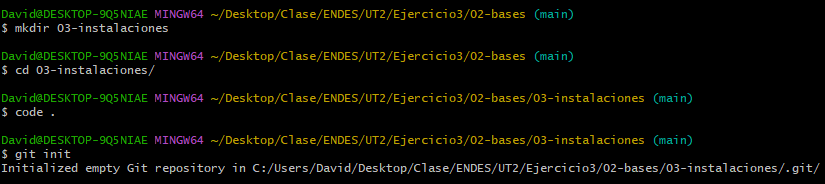 David@DESKTOP-9Q5NIAE MINGW64 ~/Desktop/Clase/ENDES/UT2/Ejercicio3/02-bases (main)
$ mkdir 03-instalaciones
David@DESKTOP-9Q5NIAE MINGW64 ~/Desktop/Clase/ENDES/UT2/Ejercicio3/02-bases (main)
$ cd 03-instalaciones/
David@DESKTOP-9Q5NIAE MINGW64 ~/Desktop/Clase/ENDES/UT2/Ejercicio3/02-bases/03-instalaciones (main)
$ code .
David@DESKTOP-9Q5NIAE MINGW64 ~/Desktop/Clase/ENDES/UT2/Ejercicio3/02-bases/03-instalaciones (main)
$ git init
Initialized empty Git repository in C:/Users/David/Desktop/Clase/ENDES/UT2/Ejercicio3/02-bases/03-instalaciones/.git/